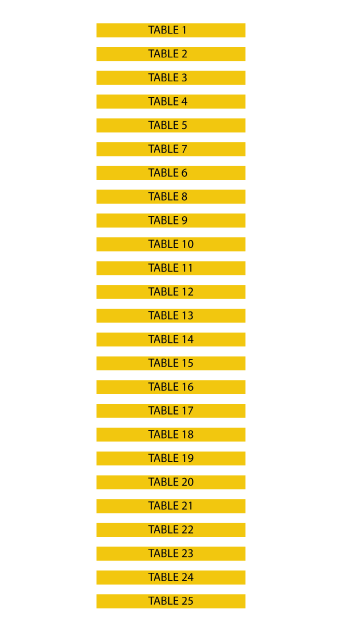 TABLE 1
TABLE 2
TABLE 3
TABLE 4
TABLE 5
TABLE 7
TABLE 6
TABLE 8
TABLE 9
TABLE 10
TABLE 11
TABLE 12
TABLE 13
TABLE 14
TABLE 15
TABLE 16
TABLE 17
TABLE 18
TABLE 19
TABLE 20
TABLE 21
TABLE 22
TABLE 23
TABLE 24
TABLE 25